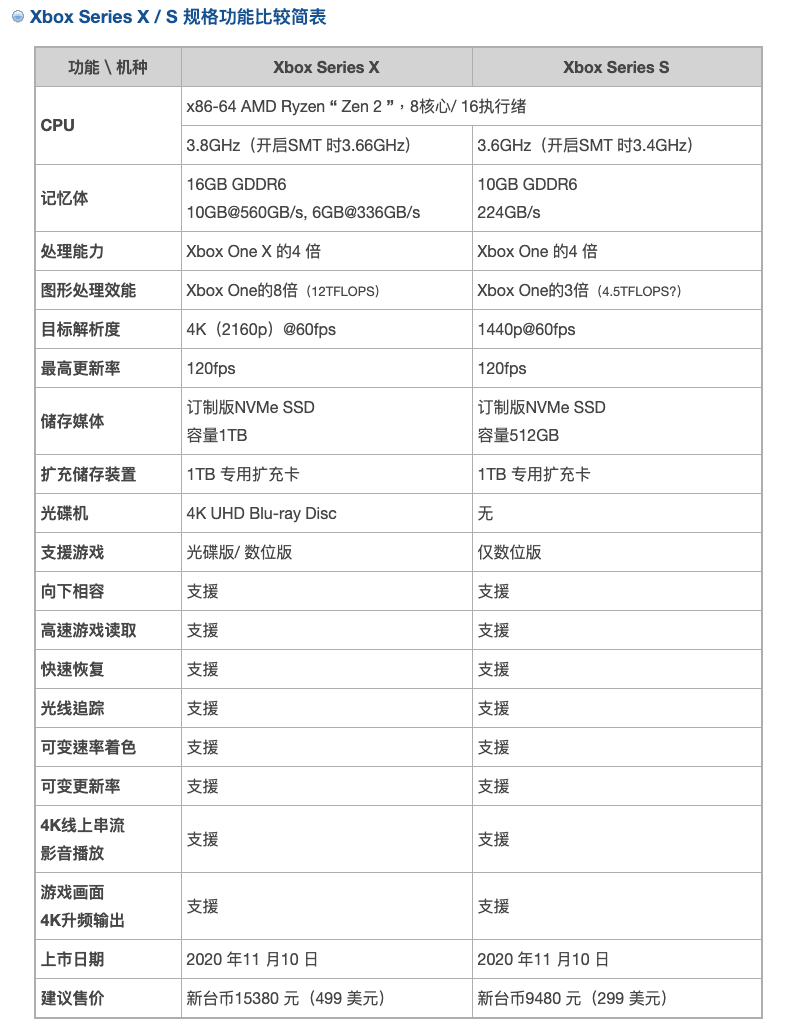 Xbox Series X / S 规格功能比较简表
功能 \ 机种 Xbox Series X Xbox Series S
CPU
x86-64 AMD Ryzen “ Zen 2 ”，8核心/ 16执行绪
3.8GHz（开启SMT 时3.66GHz） 3.6GHz（开启SMT 时3.4GHz）
记忆体
16GB GDDR6 10GB GDDR6
10GB@560GB/s, 6GB@336GB/s 224GB/s
处理能力 Xbox One X 的4 倍 Xbox One 的4 倍
图形处理效能 Xbox One的8倍（12TFLOPS） Xbox One的3倍（4.5TFLOPS?）
目标解析度 4K（2160p）@60fps 1440p@60fps
最高更新率 120fps 120fps
储存媒体
订制版NVMe SSD 订制版NVMe SSD
容量1TB 容量512GB
扩充储存装置 1TB 专用扩充卡 1TB 专用扩充卡
光碟机 4K UHD Blu-ray Disc 无
支援游戏 光碟版/ 数位版 仅数位版
向下相容 支援 支援
高速游戏读取 支援 支援
快速恢复 支援 支援
光线追踪 支援 支援
可变速率着色 支援 支援
可变更新率 支援 支援
4K线上串流
影音播放 支援 支援
游戏画面
4K升频输出 支援 支援
上市日期 2020 年11 月10 日 2020 年11 月10 日
建议售价 新台币15380 元（499 美元） 新台币9480 元（299 美元）